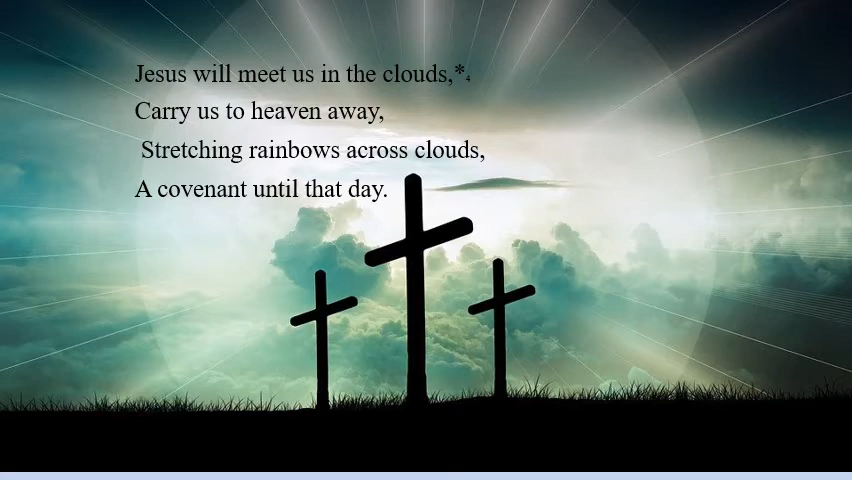 Jesus will meet us in the clouds,*4
Carry us to heaven away,
Stretching rainbows across clouds,
A covenant until that day.